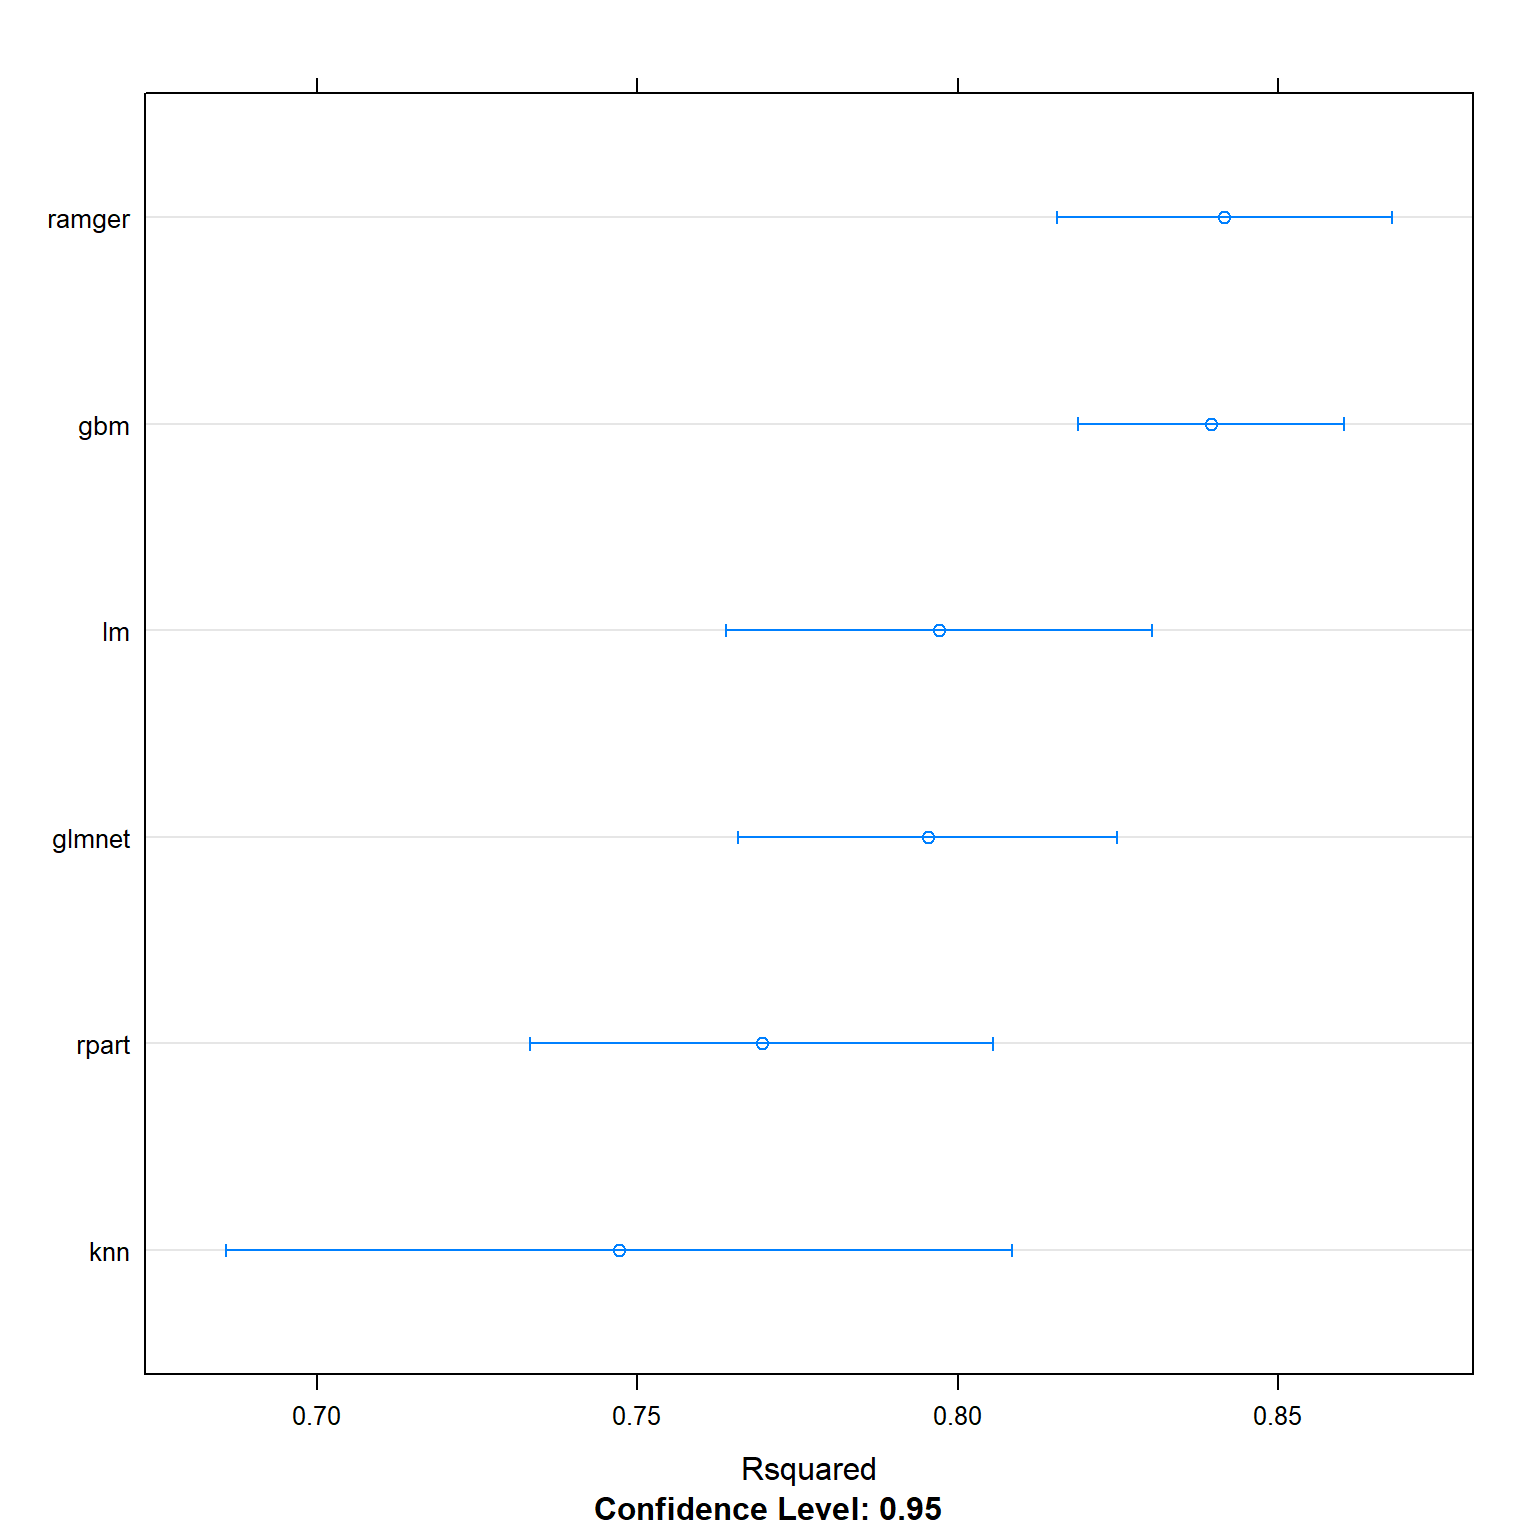 ramger
gbm
lm
glmnet
rpart
knn
0.70 0.75 0.80 0.85
Rsquared
Confidence Level: 0.95